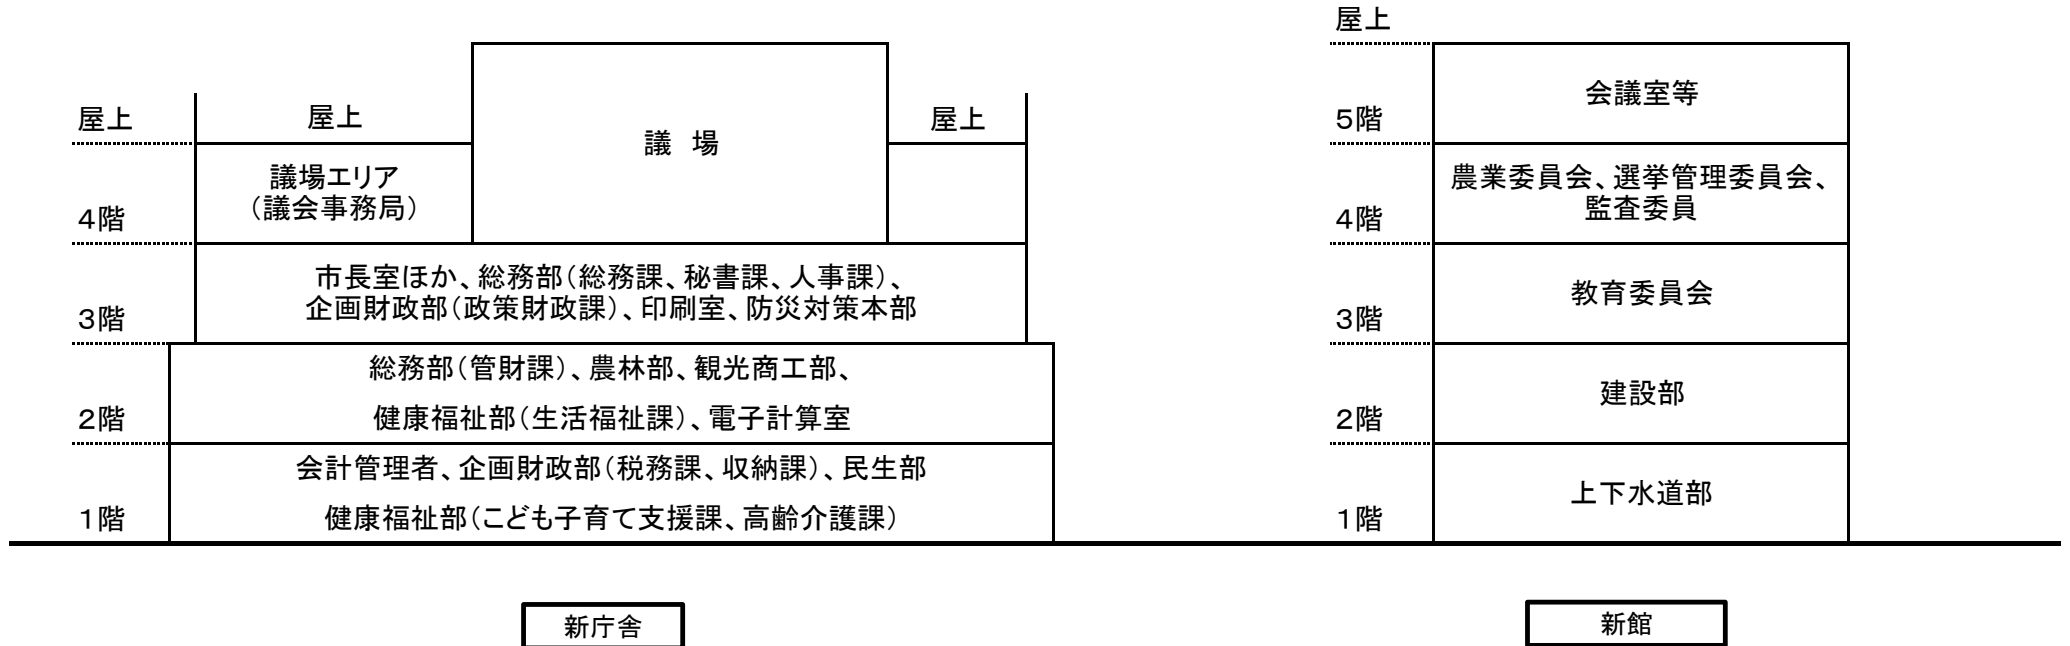 屋上
屋上
議 場
屋上
議場エリア
（議会事務局）
4階
市長室ほか、総務部（総務課、秘書課、人事課）、
企画財政部（政策財政課）、印刷室、防災対策本部
3階
総務部（管財課）、農林部、観光商工部、
健康福祉部（生活福祉課）、電子計算室
2階
会計管理者、企画財政部（税務課、収納課）、民生部
健康福祉部（こども子育て支援課、高齢介護課）
1階
新庁舎
屋上
会議室等
5階
農業委員会、選挙管理委員会、
監査委員
4階
教育委員会
3階
建設部
2階
上下水道部
1階
新館